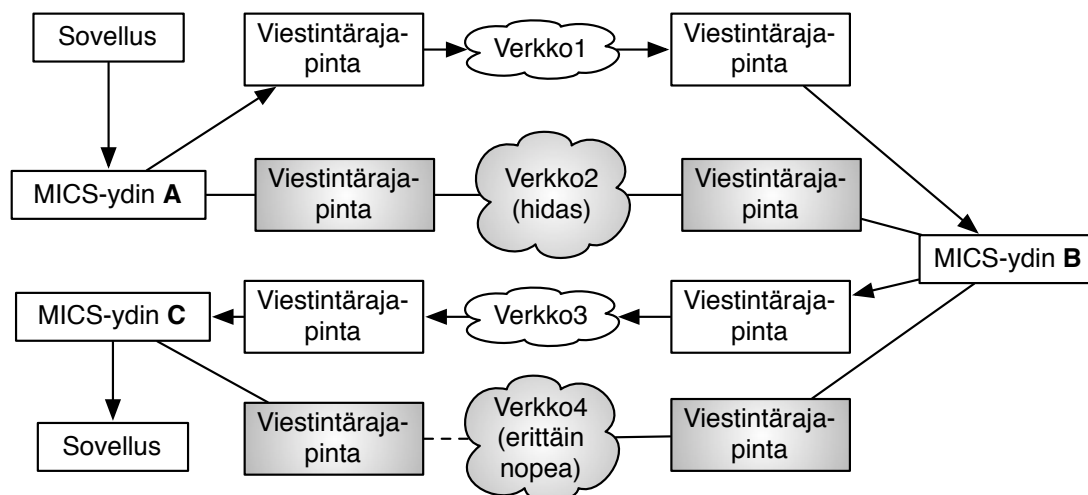 Sovellus
Viestintäraja-
pinta
Verkko1
Viestintäraja-
pinta
MICS-ydin A
Viestintäraja-
pinta
Verkko2
(hidas)
Viestintäraja-
pinta
MICS-ydin B
MICS-ydin C
Viestintäraja-
pinta
Verkko3
Viestintäraja-
pinta
Sovellus
Viestintäraja-
pinta
Verkko4
(erittäin
nopea)
Viestintäraja-
pinta